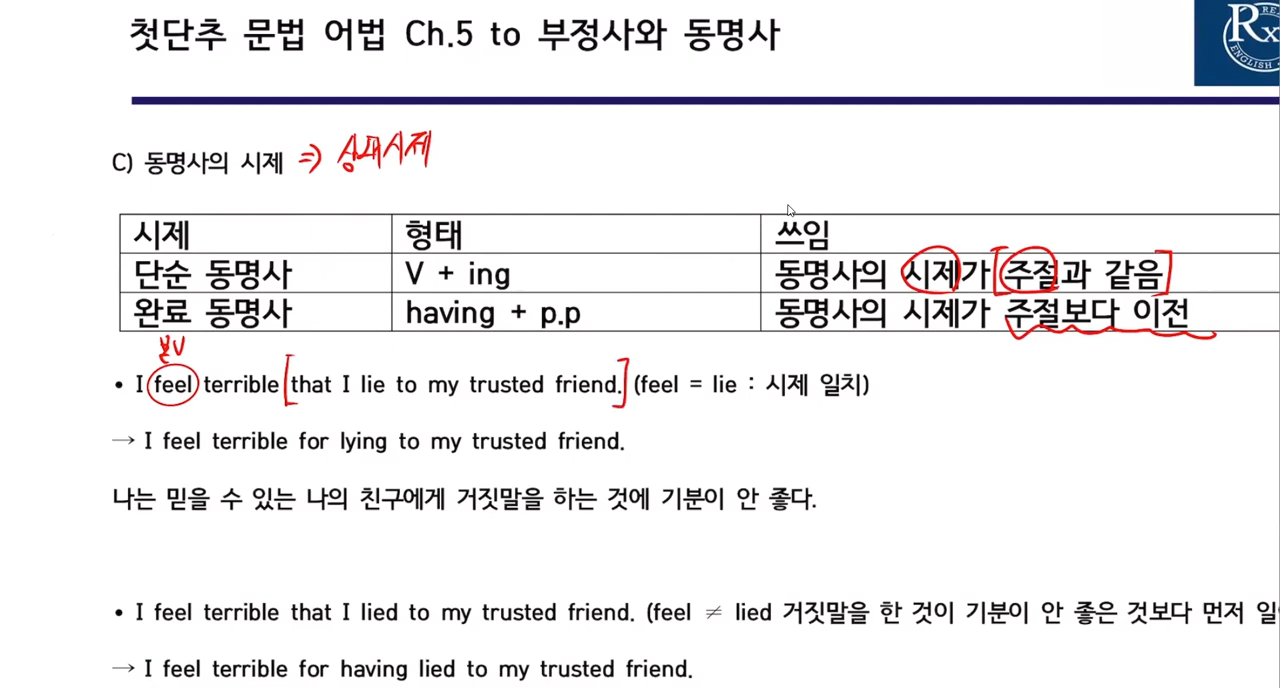 첫단추 문법 어법 Ch.5 to 부정사와 동명사
Rx
ENGLISH
C) 동명사의 시제 ⇒ 상대시제
시제 형태 쓰임
단순 동명사 V + ing 동명사의 시제가 주절과 같음
완료 동명사 having + p.p 동명사의 시제가 주절보다 이전
본V
• I feel terrible [that I lie to my trusted friend.] (feel = lie : 시제 일치)
→ I feel terrible for lying to my trusted friend.
나는 믿을 수 있는 나의 친구에게 거짓말을 하는 것에 기분이 안 좋다.
• I feel terrible that I lied to my trusted friend. (feel ≠ lied 거짓말을 한 것이 기분이 안 좋은 것보다 먼저
→ I feel terrible for having lied to my trusted friend.